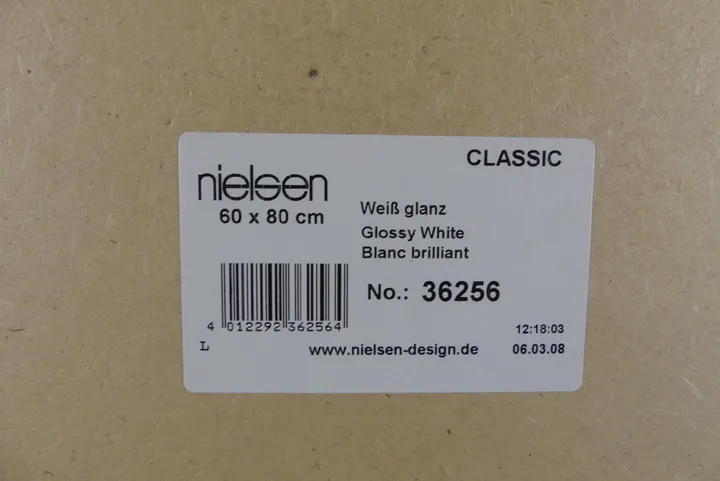 CLASSIC
nielsen
60 x 80 cm
Weiß glanz
Glossy White
Blanc brilliant
No.: 36256
4 012292 362564
12:18:03
L
www.nielsen-design.de
06.03.08